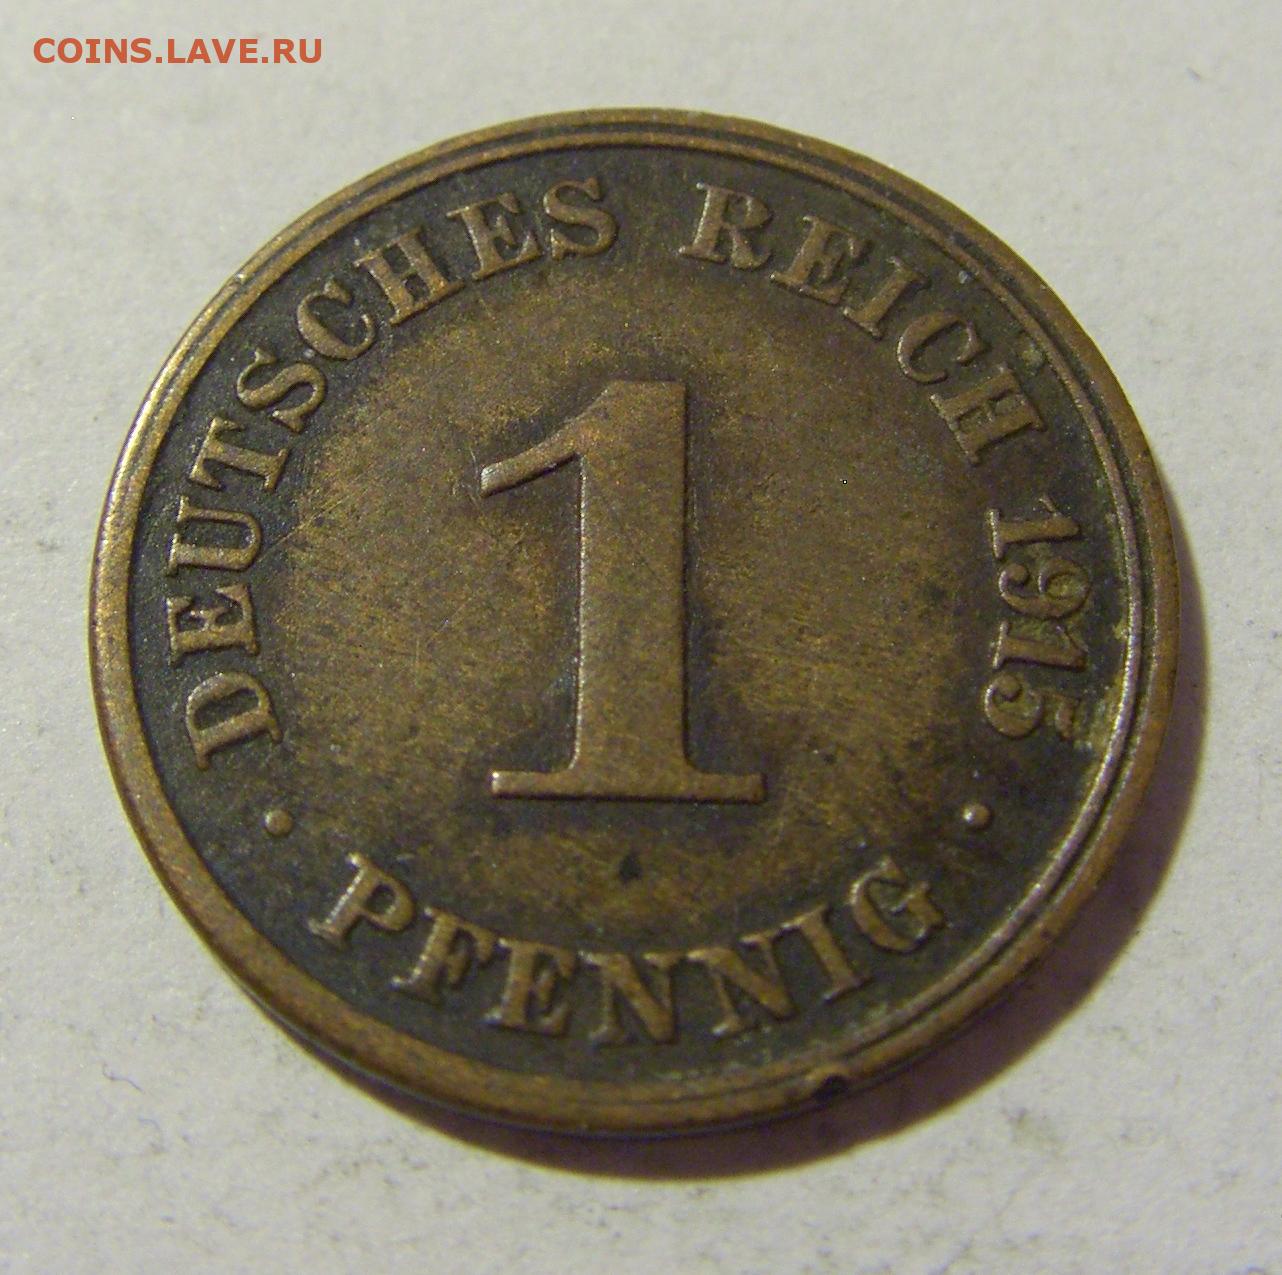 COINS.LAVE.RU
DEUTSCHES REICH 1915
1
• PFENNIG •